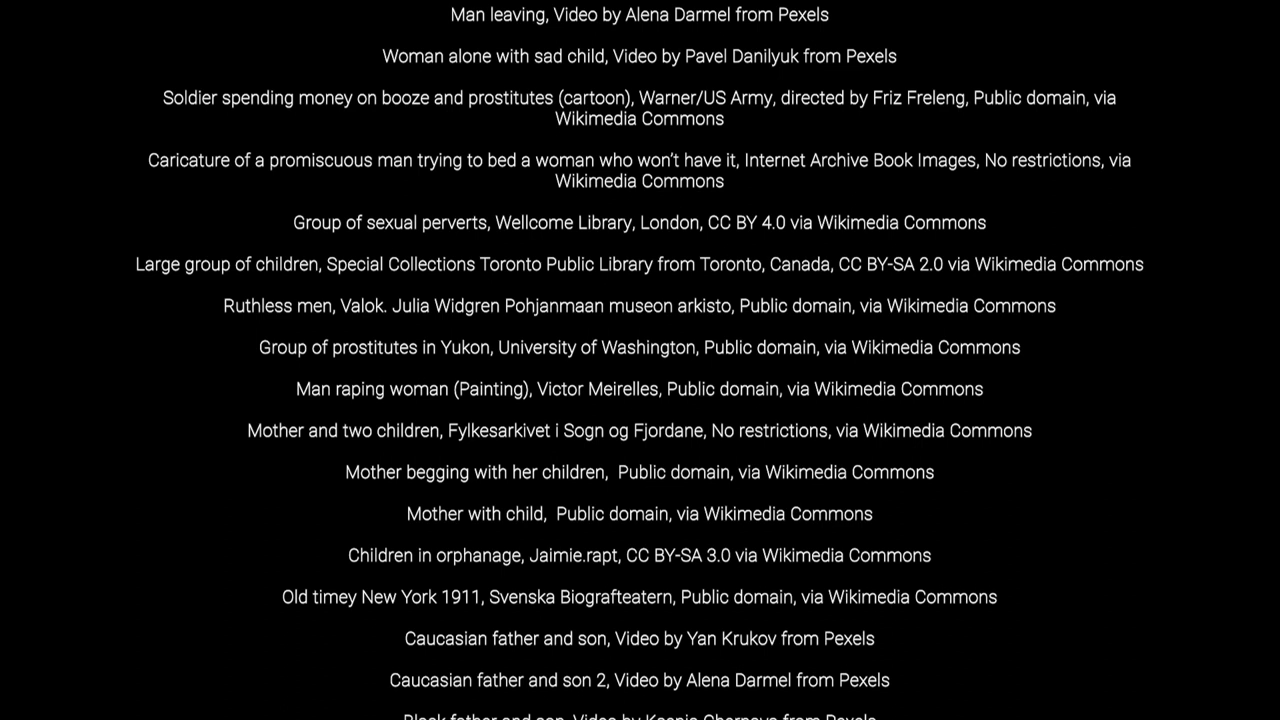 Man leaving, Video by Alena Darmel from Pexels
Woman alone with sad child, Video by Pavel Danilyuk from Pexels
Soldier spending money on booze and prostitutes (cartoon), Warner/US Army, directed by Friz Freleng, Public domain, via
Wikimedia Commons
Caricature of a promiscuous man trying to bed a woman who won’t have it, Internet Archive Book Images, No restrictions, via
Wikimedia Commons
Group of sexual perverts, Wellcome Library, London, CC BY 4.0 via Wikimedia Commons
Large group of children, Special Collections Toronto Public Library from Toronto, Canada, CC BY-SA 2.0 via Wikimedia Commons
Ruthless men, Valok. Julia Widgren Pohjanmaan museon arkisto, Public domain, via Wikimedia Commons
Group of prostitutes in Yukon, University of Washington, Public domain, via Wikimedia Commons
Man raping woman (Painting), Victor Meirelles, Public domain, via Wikimedia Commons
Mother and two children, Fylkesarkivet i Sogn og Fjordane, No restrictions, via Wikimedia Commons
Mother begging with her children,  Public domain, via Wikimedia Commons
Mother with child,  Public domain, via Wikimedia Commons
Children in orphanage, Jaimie.rapt, CC BY-SA 3.0 via Wikimedia Commons
Old timey New York 1911, Svenska Biografteatern, Public domain, via Wikimedia Commons
Caucasian father and son, Video by Yan Krukov from Pexels
Caucasian father and son 2, Video by Alena Darmel from Pexels
Black father and son, Video by Ksenia Chernaya from Pexels